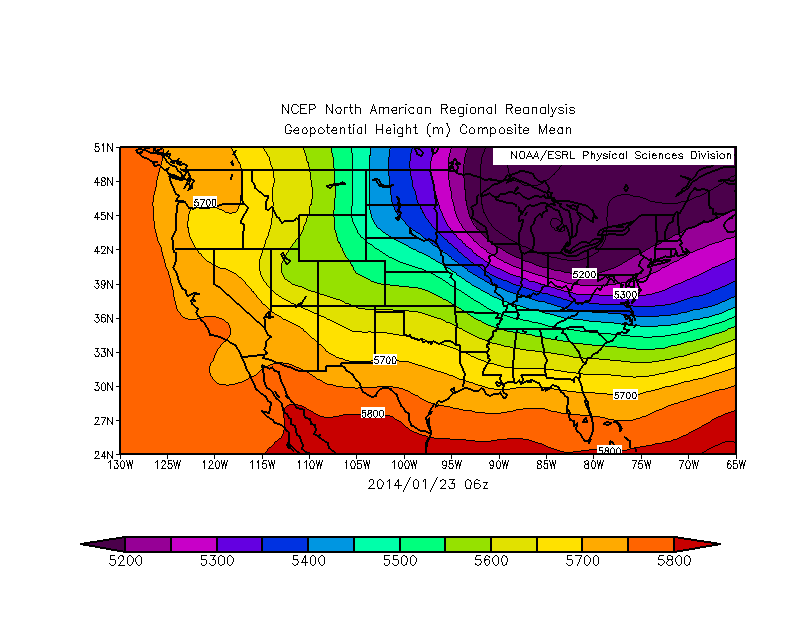 NCEP North American Regional Reanalysis
Geopotential Height (m) Composite Mean
NOAA/ESRL Physical Sciences Division
51N
48N
45N
42N
39N
36N
33N
30N
27N
24N
5700
5200
5300
5700
5700
5800
5800
130W 125W 120W 115W 110W 105W 100W 95W 90W 85W 80W 75W 70W 65W
2014/01/23 06z
5200 5300 5400 5500 5600 5700 5800